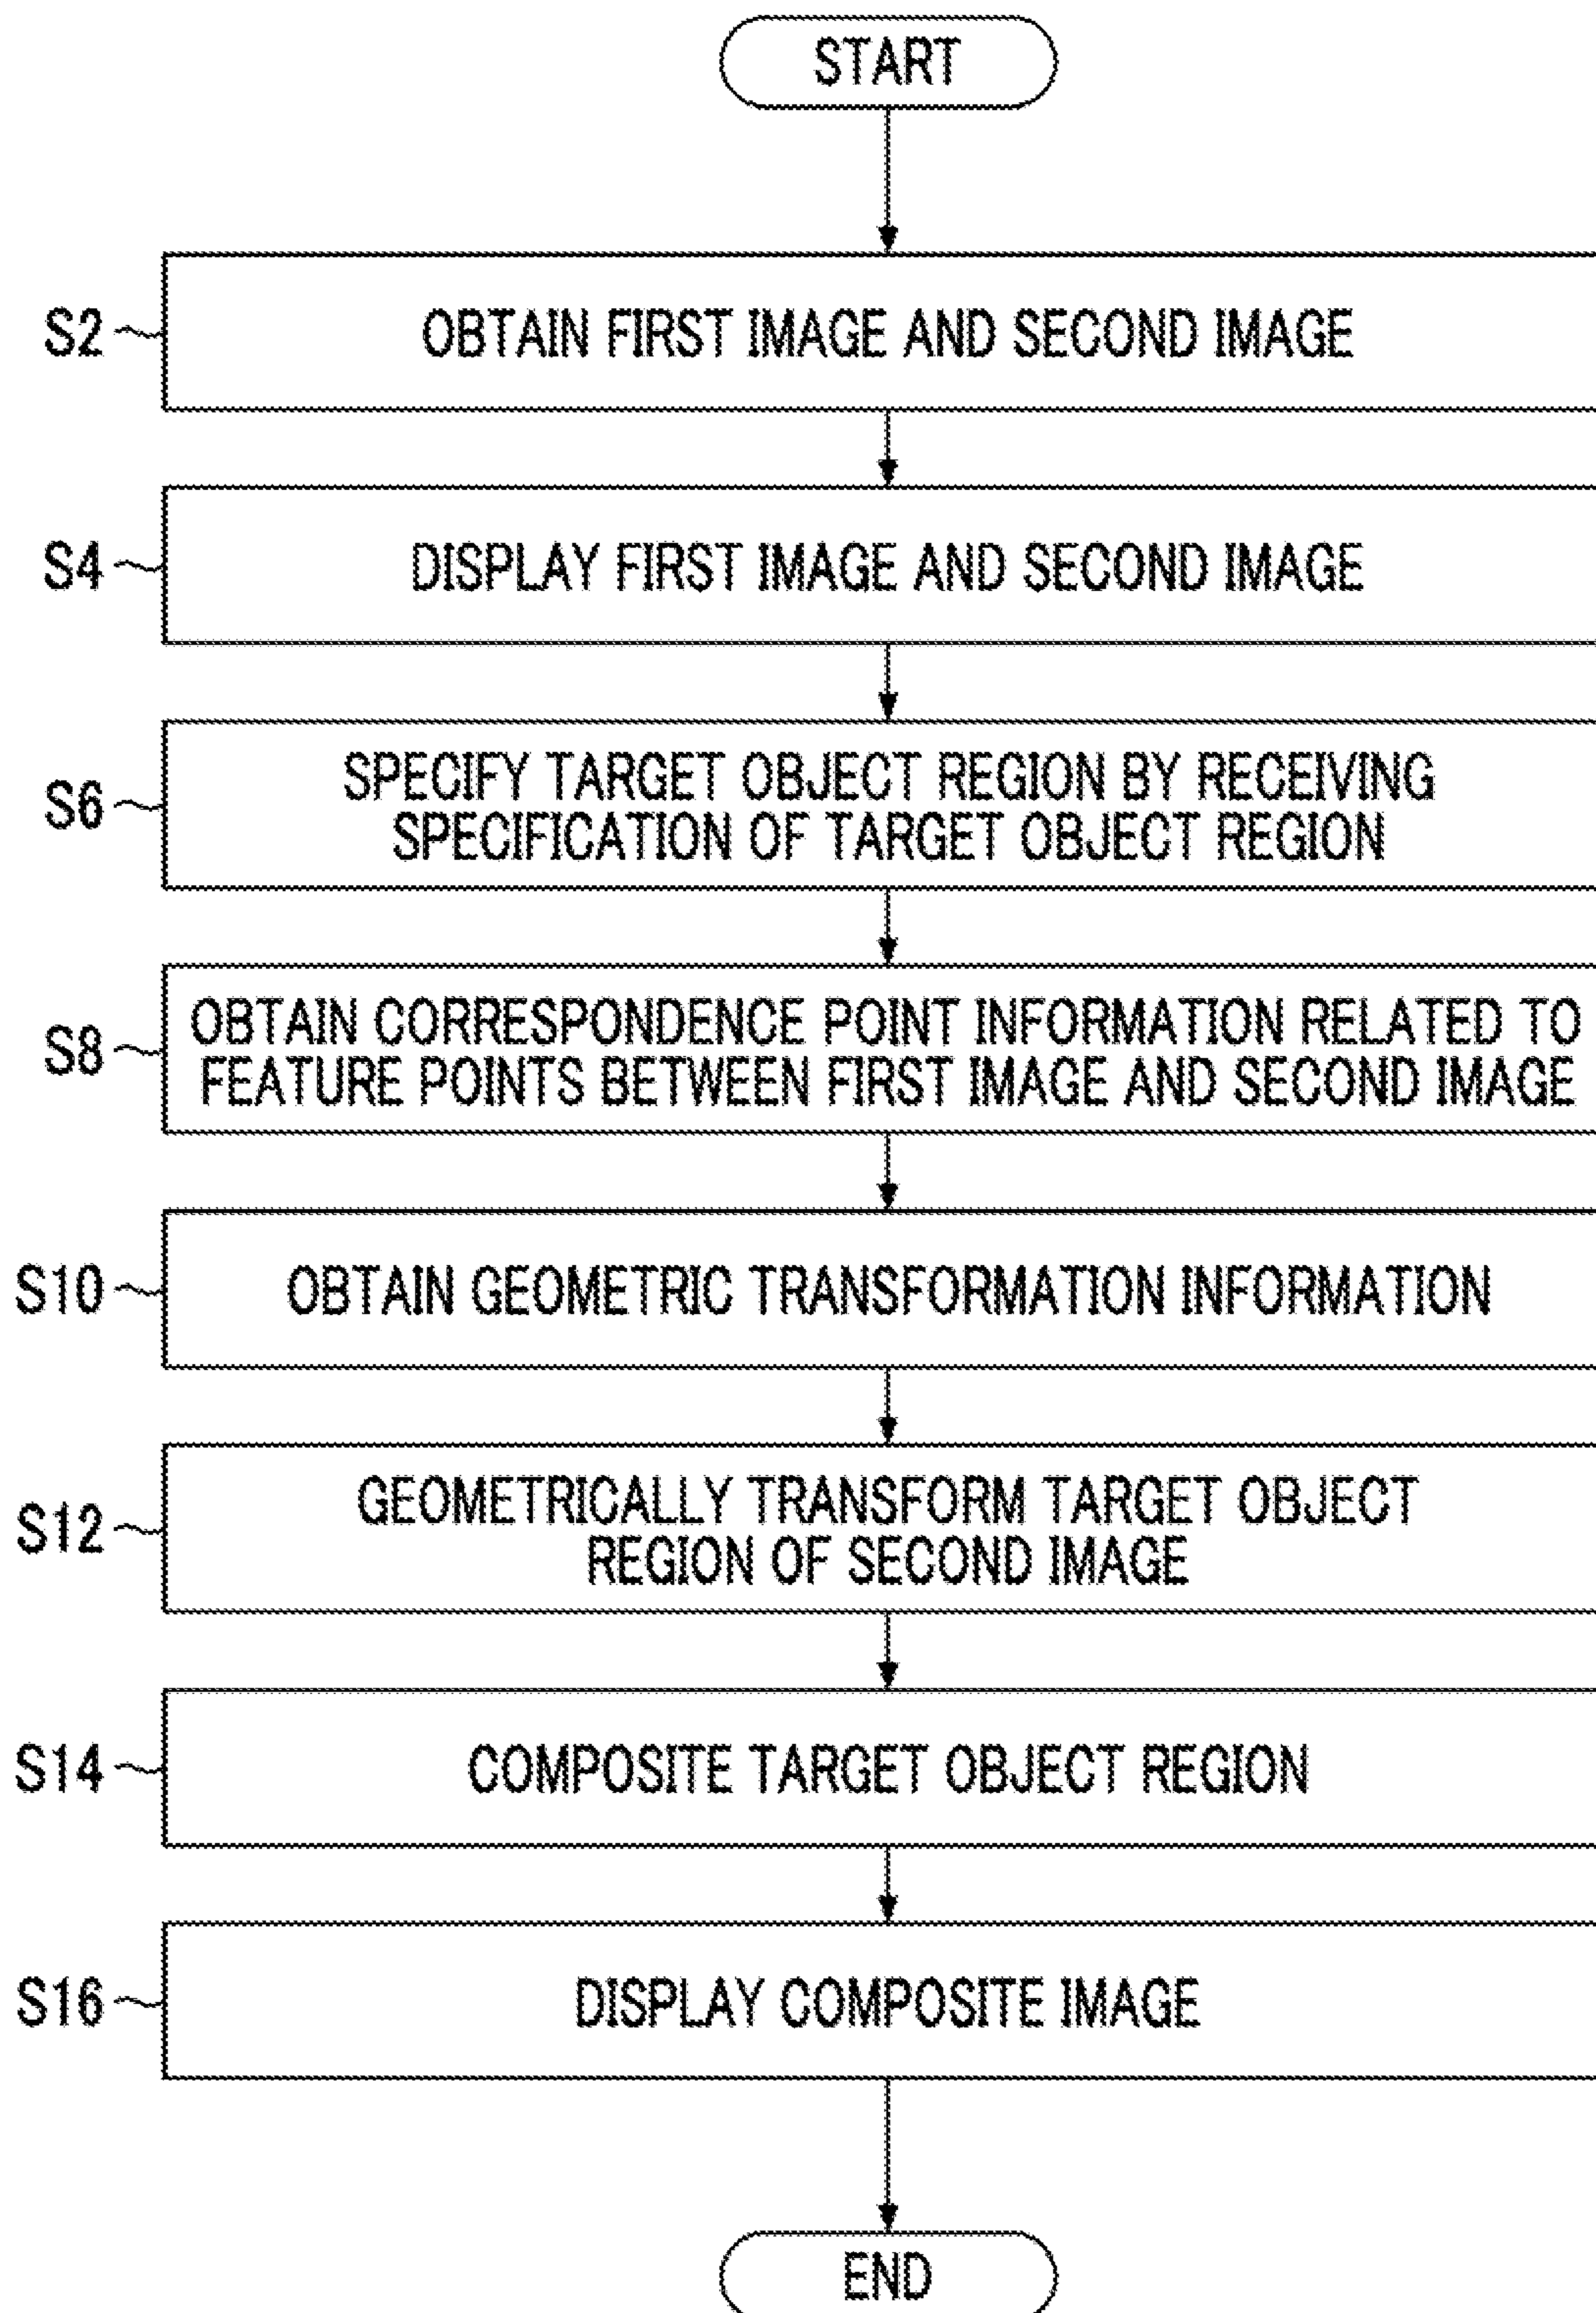 START
S2
OBTAIN FIRST IMAGE AND SECOND IMAGE
S4
DISPLAY FIRST IMAGE AND SECOND IMAGE
S6
SPECIFY TARGET OBJECT REGION BY RECEIVING
SPECIFICATION OF TARGET OBJECT REGION
S8
OBTAIN CORRESPONDENCE POINT INFORMATION RELATED TO
FEATURE POINTS BETWEEN FIRST IMAGE AND SECOND IMAGE
S10
OBTAIN GEOMETRIC TRANSFORMATION INFORMATION
S12
GEOMETRICALLY TRANSFORM TARGET OBJECT
REGION OF SECOND IMAGE
S14
COMPOSITE TARGET OBJECT REGION
S16
DISPLAY COMPOSITE IMAGE
END